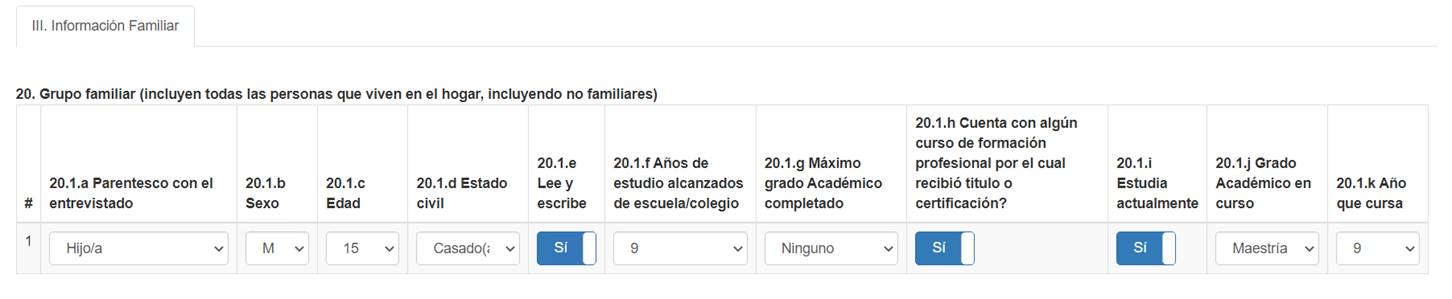 III. Información Familiar
20. Grupo familiar (incluyen todas las personas que viven en el hogar, incluyendo no familiares)
#
20.1.a Parentesco con el
entrevistado
20.1.b
Sexo
20.1.c
Edad
20.1.d Estado
civil
20.1.e
Lee y
escribe
20.1.f Años de
estudio alcanzados
de escuela/colegio
20.1.g Máximo
grado Académico
completado
20.1.h Cuenta con algún
curso de formación
profesional por el cual
recibió titulo o
certificación?
20.1.i
Estudia
actualmente
20.1.j Grado
Académico en
curso
20.1.k Año
que cursa
1
Hijo/a
M
15
Casado(a
Sí
9
Ninguno
Sí
Sí
Maestría
9